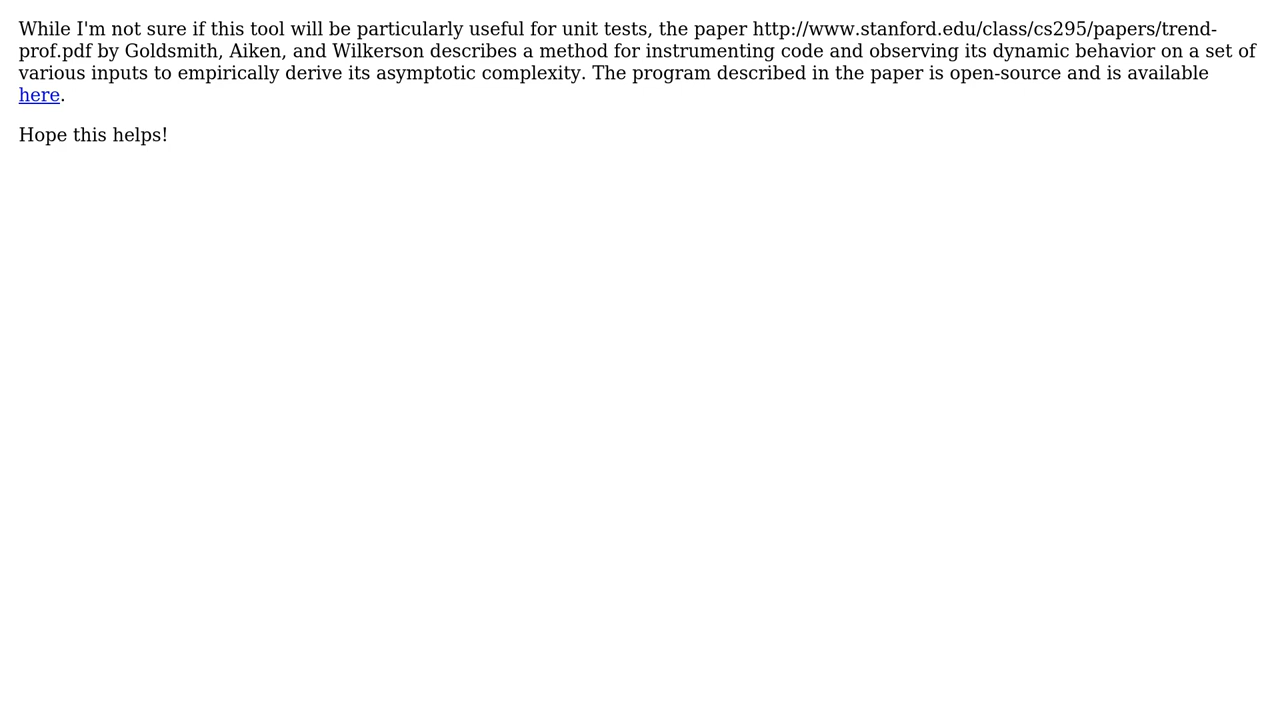 While I'm not sure if this tool will be particularly useful for unit tests, the paper http://www.stanford.edu/class/cs295/papers/trend-
prof.pdf by Goldsmith, Aiken, and Wilkerson describes a method for instrumenting code and observing its dynamic behavior on a set of
various inputs to empirically derive its asymptotic complexity. The program described in the paper is open-source and is available
here.
Hope this helps!